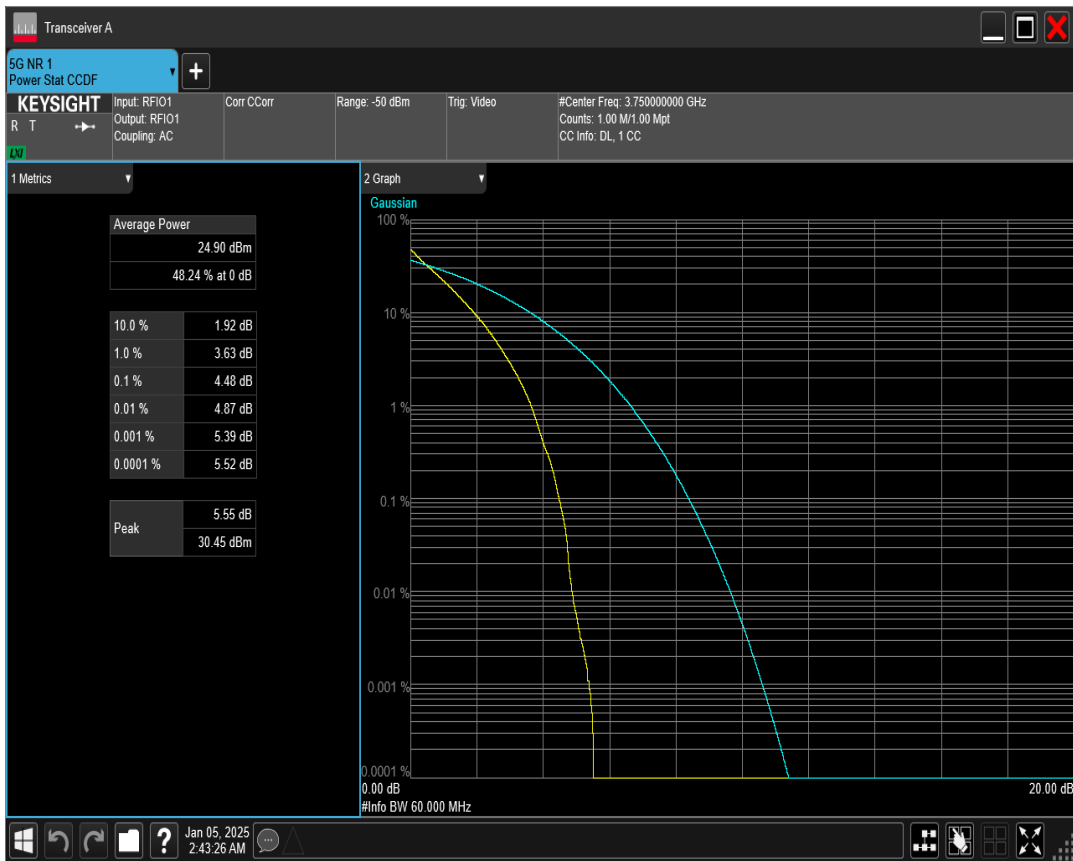 Transceiver A
5G NR 1
Power Stat CCDF
KEYSIGHT
R T
LXI
Input: RFIO1
Output: RFIO1
Coupling: AC
Corr CCorr
Range: -50 dBm
Trig: Video
#Center Freq: 3.750000000 GHz
Counts: 1.00 M/1.00 Mpt
CC Info: DL, 1 CC
1 Metrics
Average Power
24.90 dBm
48.24 % at 0 dB
10.0 % 1.92 dB
1.0 % 3.63 dB
0.1 % 4.48 dB
0.01 % 4.87 dB
0.001 % 5.39 dB
0.0001 % 5.52 dB
Peak
5.55 dB
30.45 dBm
2 Graph
Gaussian
100 %
10 %
1 %
0.1 %
0.01 %
0.001 %
0.0001 %
0.00 dB 20.00 dB
#Info BW 60.000 MHz
?
Jan 05, 2025
2:43:26 AM